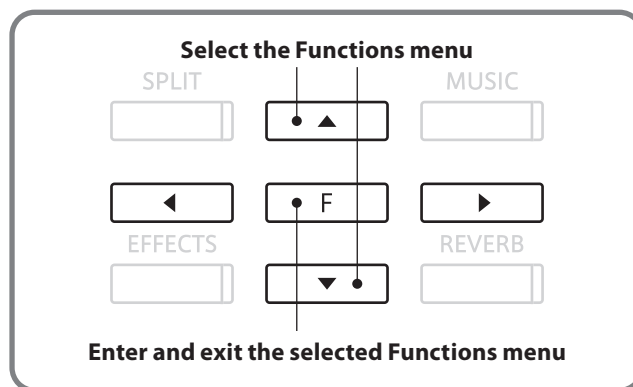 Select the Functions menu
SPLIT
MUSIC
▲
◀
F
▶
EFFECTS
REVERB
▼
Enter and exit the selected Functions menu